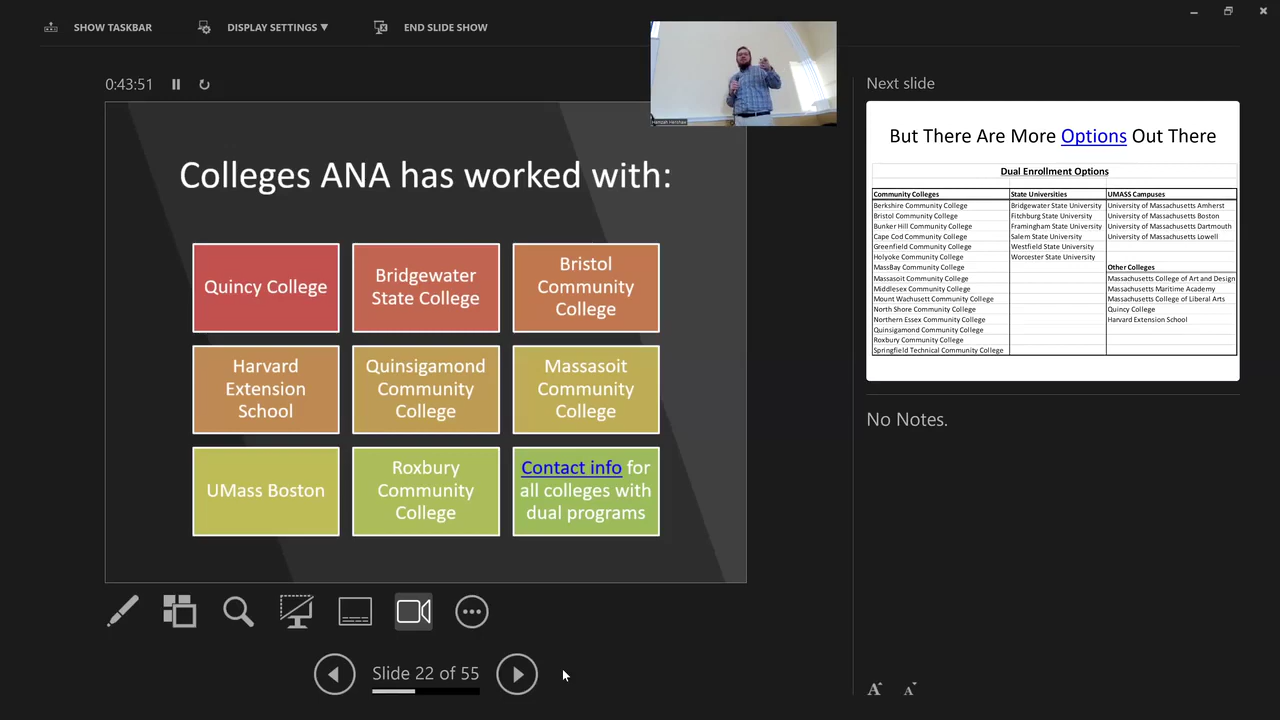 SHOW TASKBAR
DISPLAY SETTINGS ▼
END SLIDE SHOW
0:43:51
Colleges ANA has worked with:
Quincy College
Bridgewater
State College
Bristol
Community
College
Harvard
Extension
School
Quinsigamond
Community
College
Massasoit
Community
College
UMass Boston
Roxbury
Community
College
Contact info for
all colleges with
dual programs
Slide 22 of 55
Next slide
But There Are More Options Out There
Dual Enrollment Options
Community Colleges
Berkshire Community College
Bristol Community College
Bunker Hill Community College
Cape Cod Community College
Greenfield Community College
Holyoke Community College
MassBay Community College
Massasoit Community College
Middlesex Community College
Mount Wachusett Community College
North Shore Community College
Northern Essex Community College
Quinsigamond Community College
Roxbury Community College
Springfield Technical Community College
State Universities
Bridgewater State University
Fitchburg State University
Framingham State University
Salem State University
Westfield State University
Worcester State University
UMASS Campuses
University of Massachusetts Amherst
University of Massachusetts Boston
University of Massachusetts Dartmouth
University of Massachusetts Lowell
Other Colleges
Massachusetts College of Art and Design
Massachusetts Maritime Academy
Massachusetts College of Liberal Arts
Quincy College
Harvard Extension School
No Notes.
A A